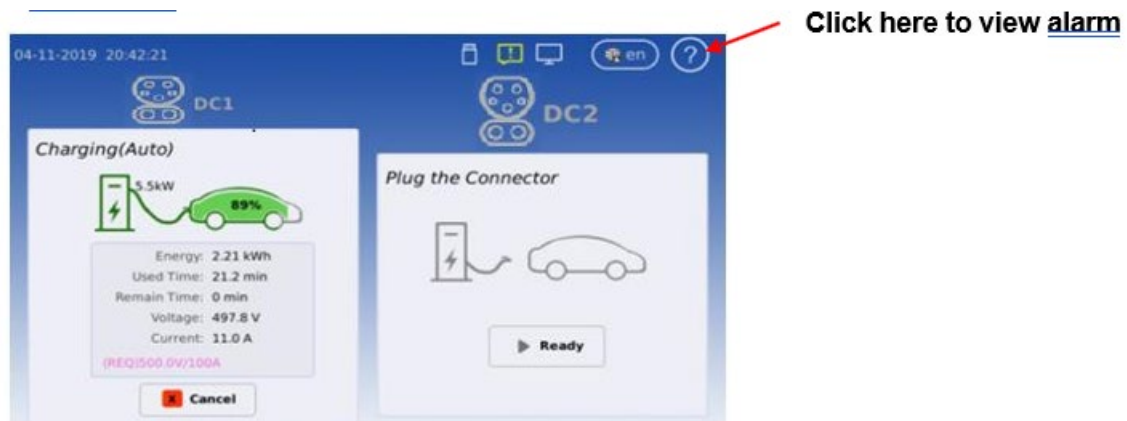 Click here to view alarm
04-11-2019 20:42:21
en
?
DC1
DC2
Charging(Auto)
5.5kW
89%
Energy: 2.21 kWh
Used Time: 21.2 min
Remain Time: 0 min
Voltage: 497.8 V
Current: 11.0 A
(REQ)500.0V/100A
X Cancel
Plug the Connector
Ready